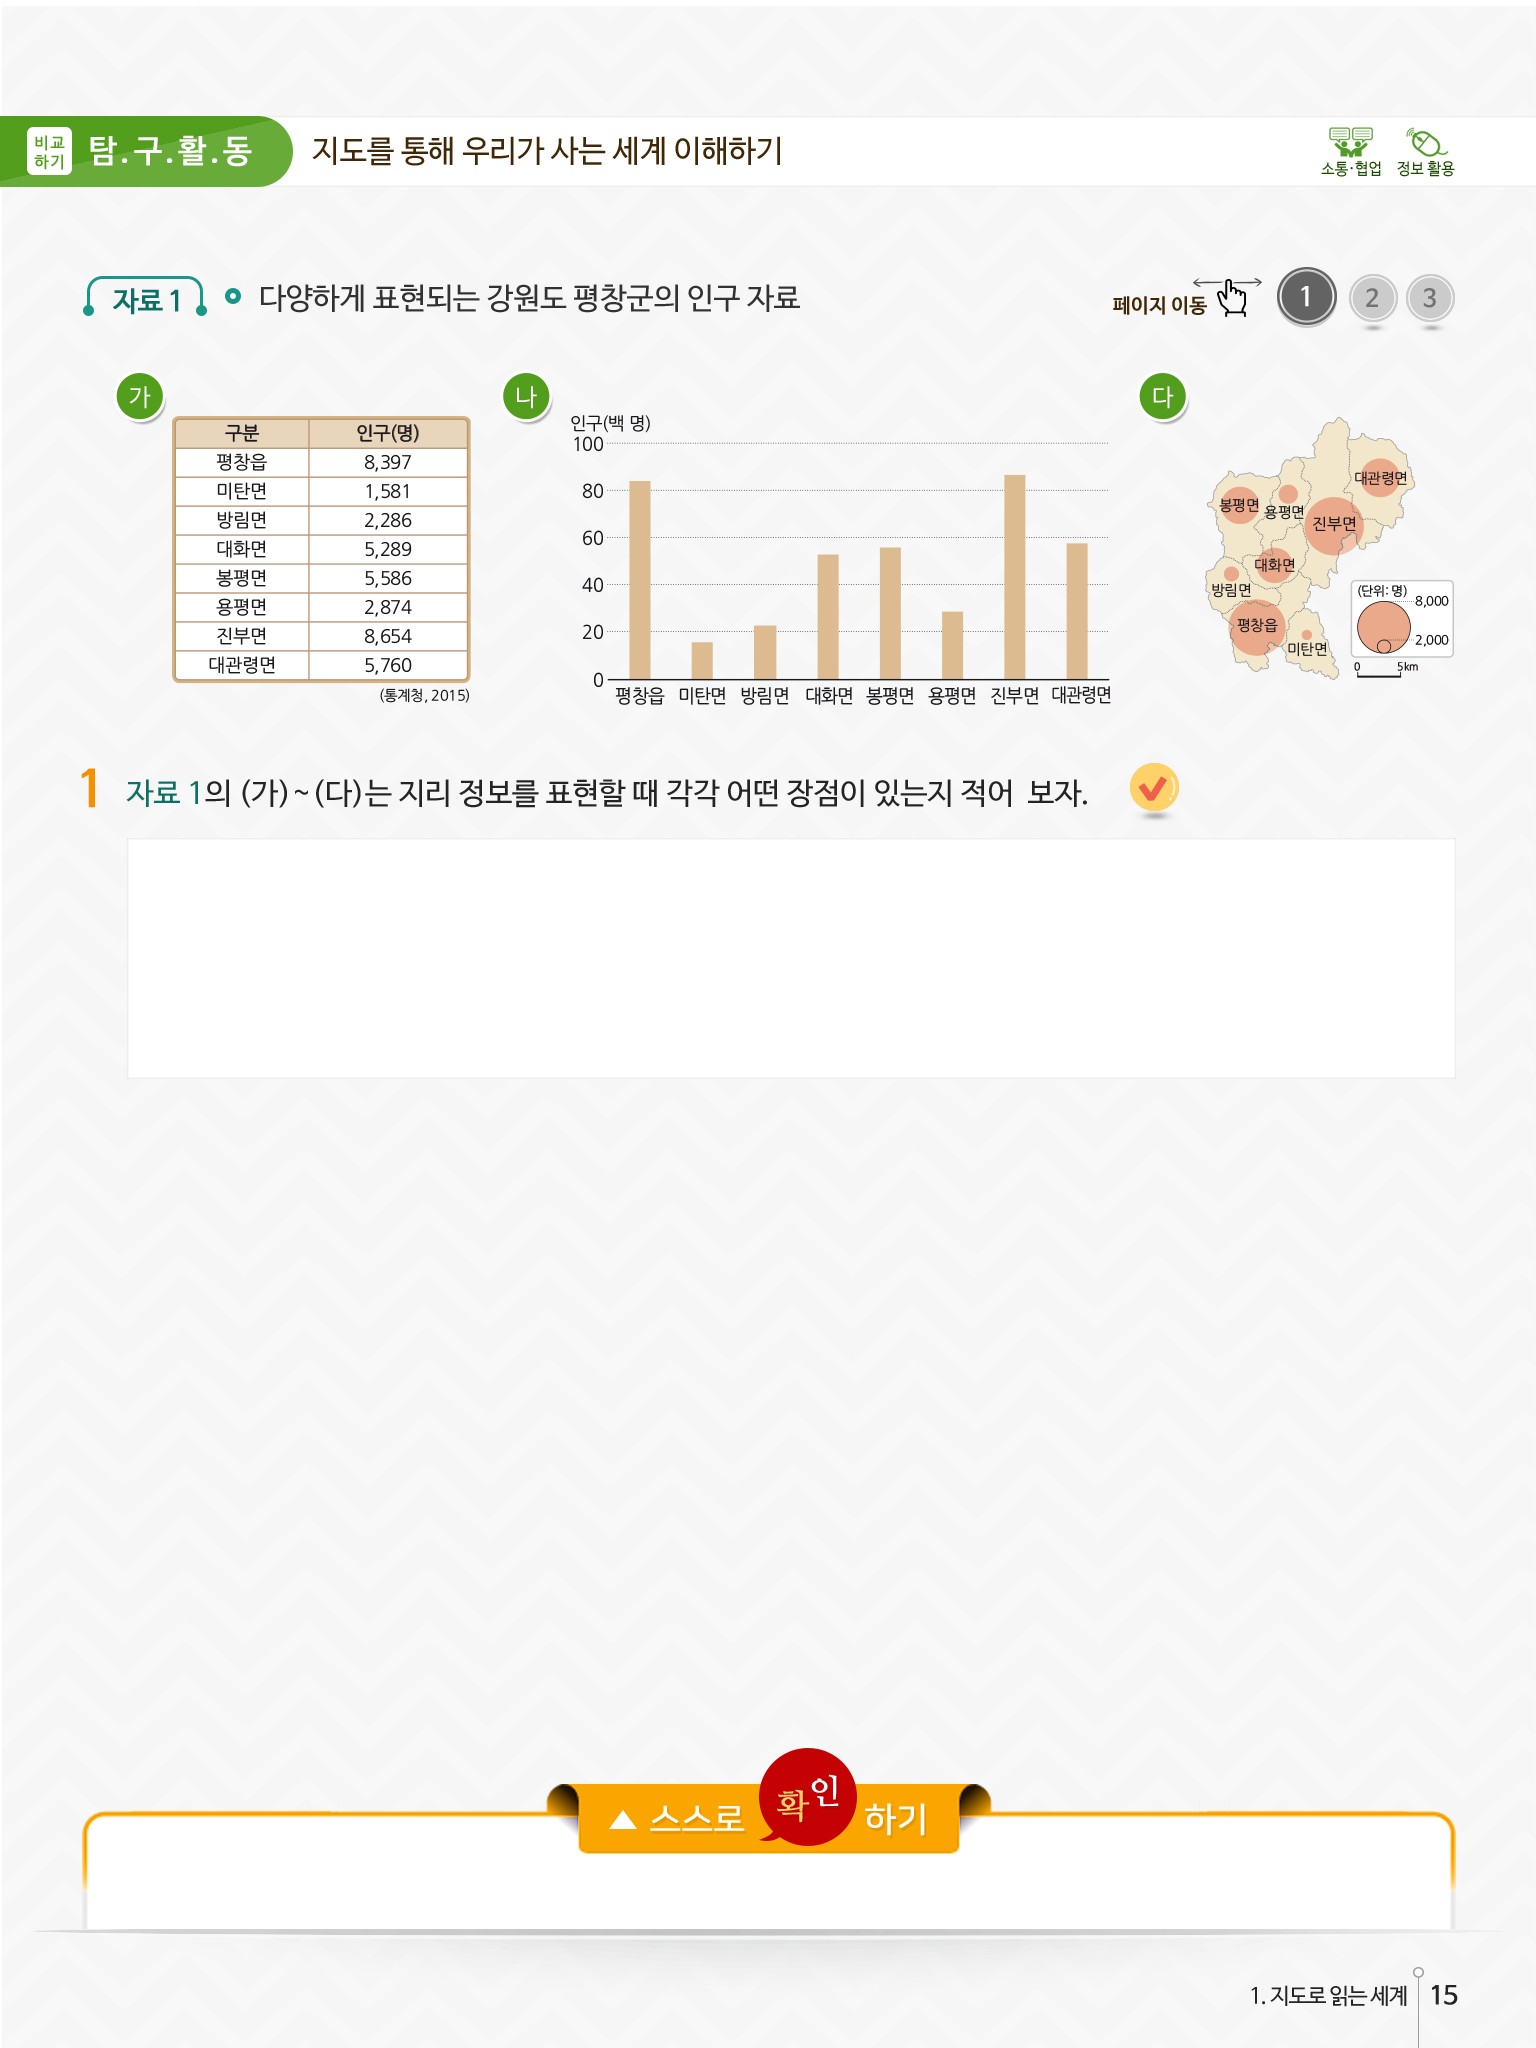 비교
하기
탐.구.활.동
지도를 통해 우리가 사는 세계 이해하기
소통·협업
정보 활용
자료 1
다양하게 표현되는 강원도 평창군의 인구 자료
페이지 이동
1
2
3
가
구분 인구(명)
평창읍 8,397
미탄면 1,581
방림면 2,286
대화면 5,289
봉평면 5,586
용평면 2,874
진부면 8,654
대관령면 5,760
(통계청, 2015)
나
인구(백 명)
100
80
60
40
20
0
평창읍 미탄면 방림면 대화면 봉평면 용평면 진부면 대관령면
다
대관령면
봉평면
용평면
진부면
대화면
방림면
평창읍
미탄면
(단위: 명)
8,000
2,000
0 5km
1 자료 1의 (가)~(다)는 지리 정보를 표현할 때 각각 어떤 장점이 있는지 적어 보자.
스스로 확인 하기
1. 지도로 읽는 세계 15